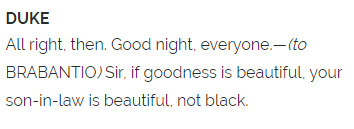 DUKE
All right, then. Good night, everyone.—(to
BRABANTIO) Sir, if goodness is beautiful, your
son-in-law is beautiful, not black.